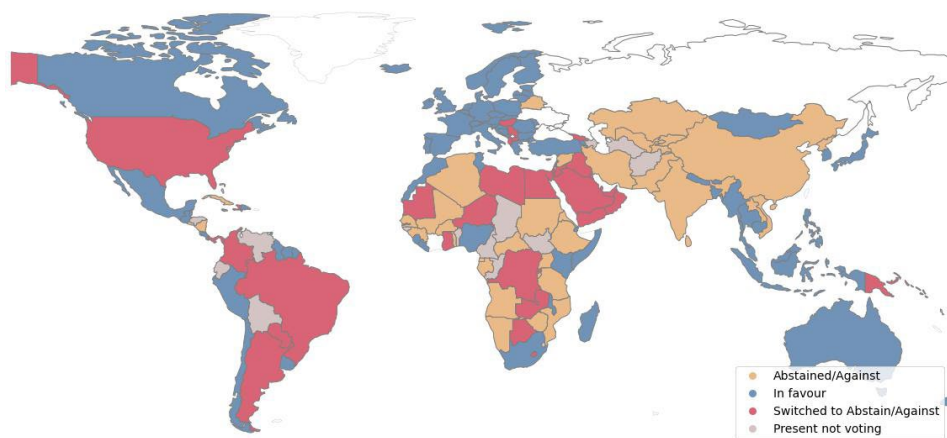 Abstained/Against
In favour
Switched to Abstain/Against
Present not voting